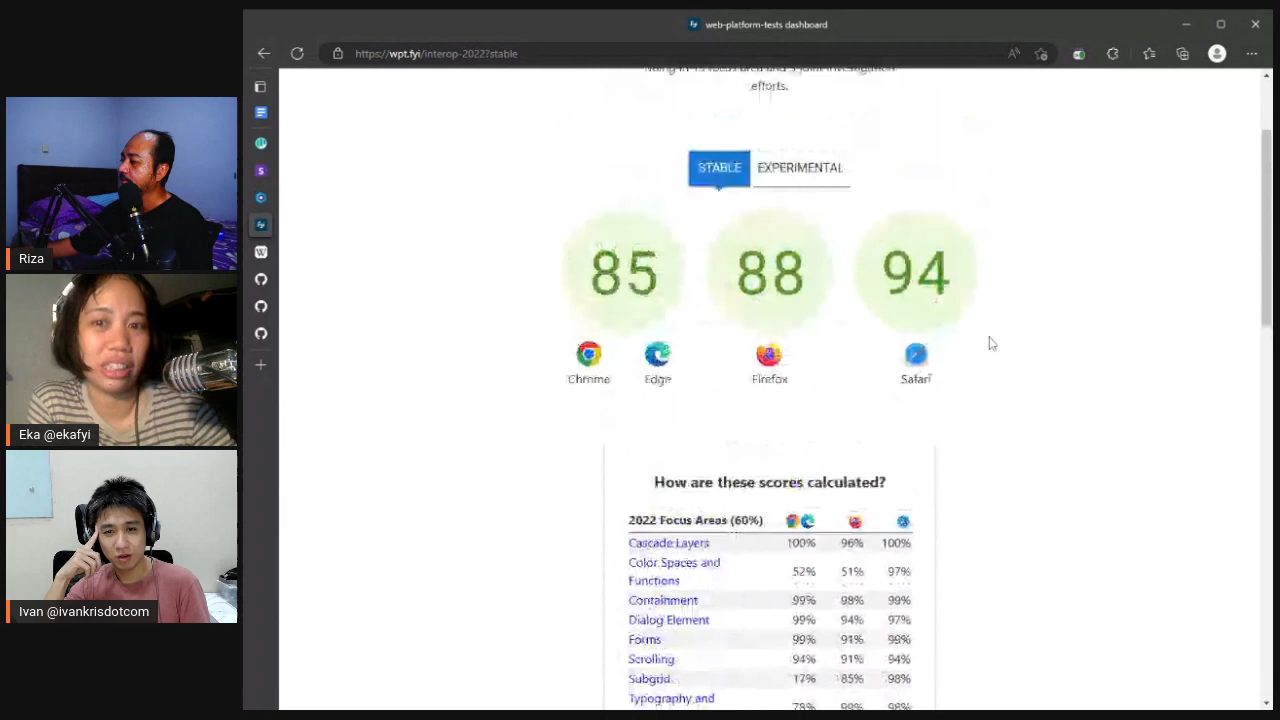 web-platform-tests dashboard
https://wpt.fyi/interop-2022?stable
efforts.
STABLE EXPERIMENTAL
85 88 94
Chrome Edge Firefox Safari
How are these scores calculated?
2022 Focus Areas (60%)
Cascade Layers 100% 96% 100%
Color Spaces and
Functions 52% 51% 97%
Containment 99% 98% 99%
Dialog Element 99% 94% 97%
Forms 99% 91% 99%
Scrolling 94% 91% 94%
Subgrid 17% 85% 98%
Typography and
78% 99% 98%
Riza
Eka @ekafyi
Ivan @ivankrisdotcom